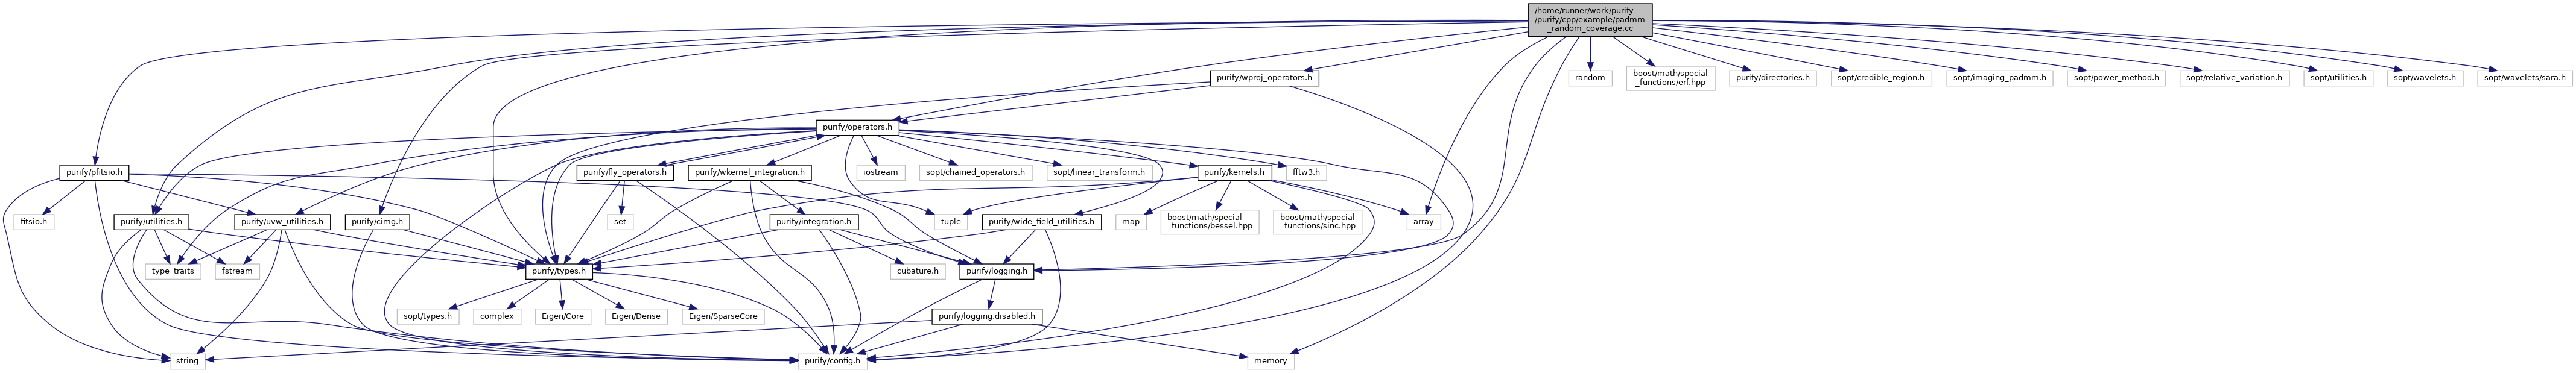 /home/runner/work/purify
/purify/cpp/example/padmm
_random_coverage.cc
purify/wproj_operators.h
random
boost/math/special
_functions/erf.hpp
purify/directories.h
sopt/credible_region.h
sopt/imaging_padmm.h
sopt/power_method.h
sopt/relative_variation.h
sopt/utilities.h
sopt/wavelets.h
sopt/wavelets/sara.h
purify/operators.h
purify/pfitsio.h
purify/fly_operators.h
purify/wkernel_integration.h
iostream
sopt/chained_operators.h
sopt/linear_transform.h
purify/kernels.h
fftw3.h
fitsio.h
purify/utilities.h
purify/uvw_utilities.h
purify/cimg.h
set
purify/integration.h
tuple
purify/wide_field_utilities.h
map
boost/math/special
_functions/bessel.hpp
boost/math/special
_functions/sinc.hpp
array
type_traits
fstream
purify/types.h
cubature.h
purify/logging.h
sopt/types.h
complex
Eigen/Core
Eigen/Dense
Eigen/SparseCore
purify/logging.disabled.h
string
purify/config.h
memory